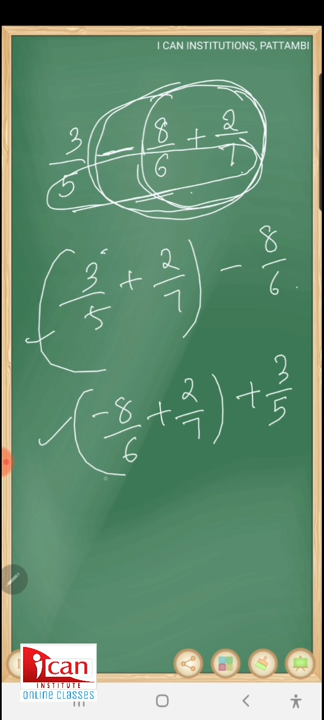 I CAN INSTITUTIONS, PATTAMBI
3/5 - 8/6 + 2/7
(3/5 + 2/7) - 8/6
(-8/6 + 2/7) + 3/5
ican
INSTITUTE
ONLINE CLASSES